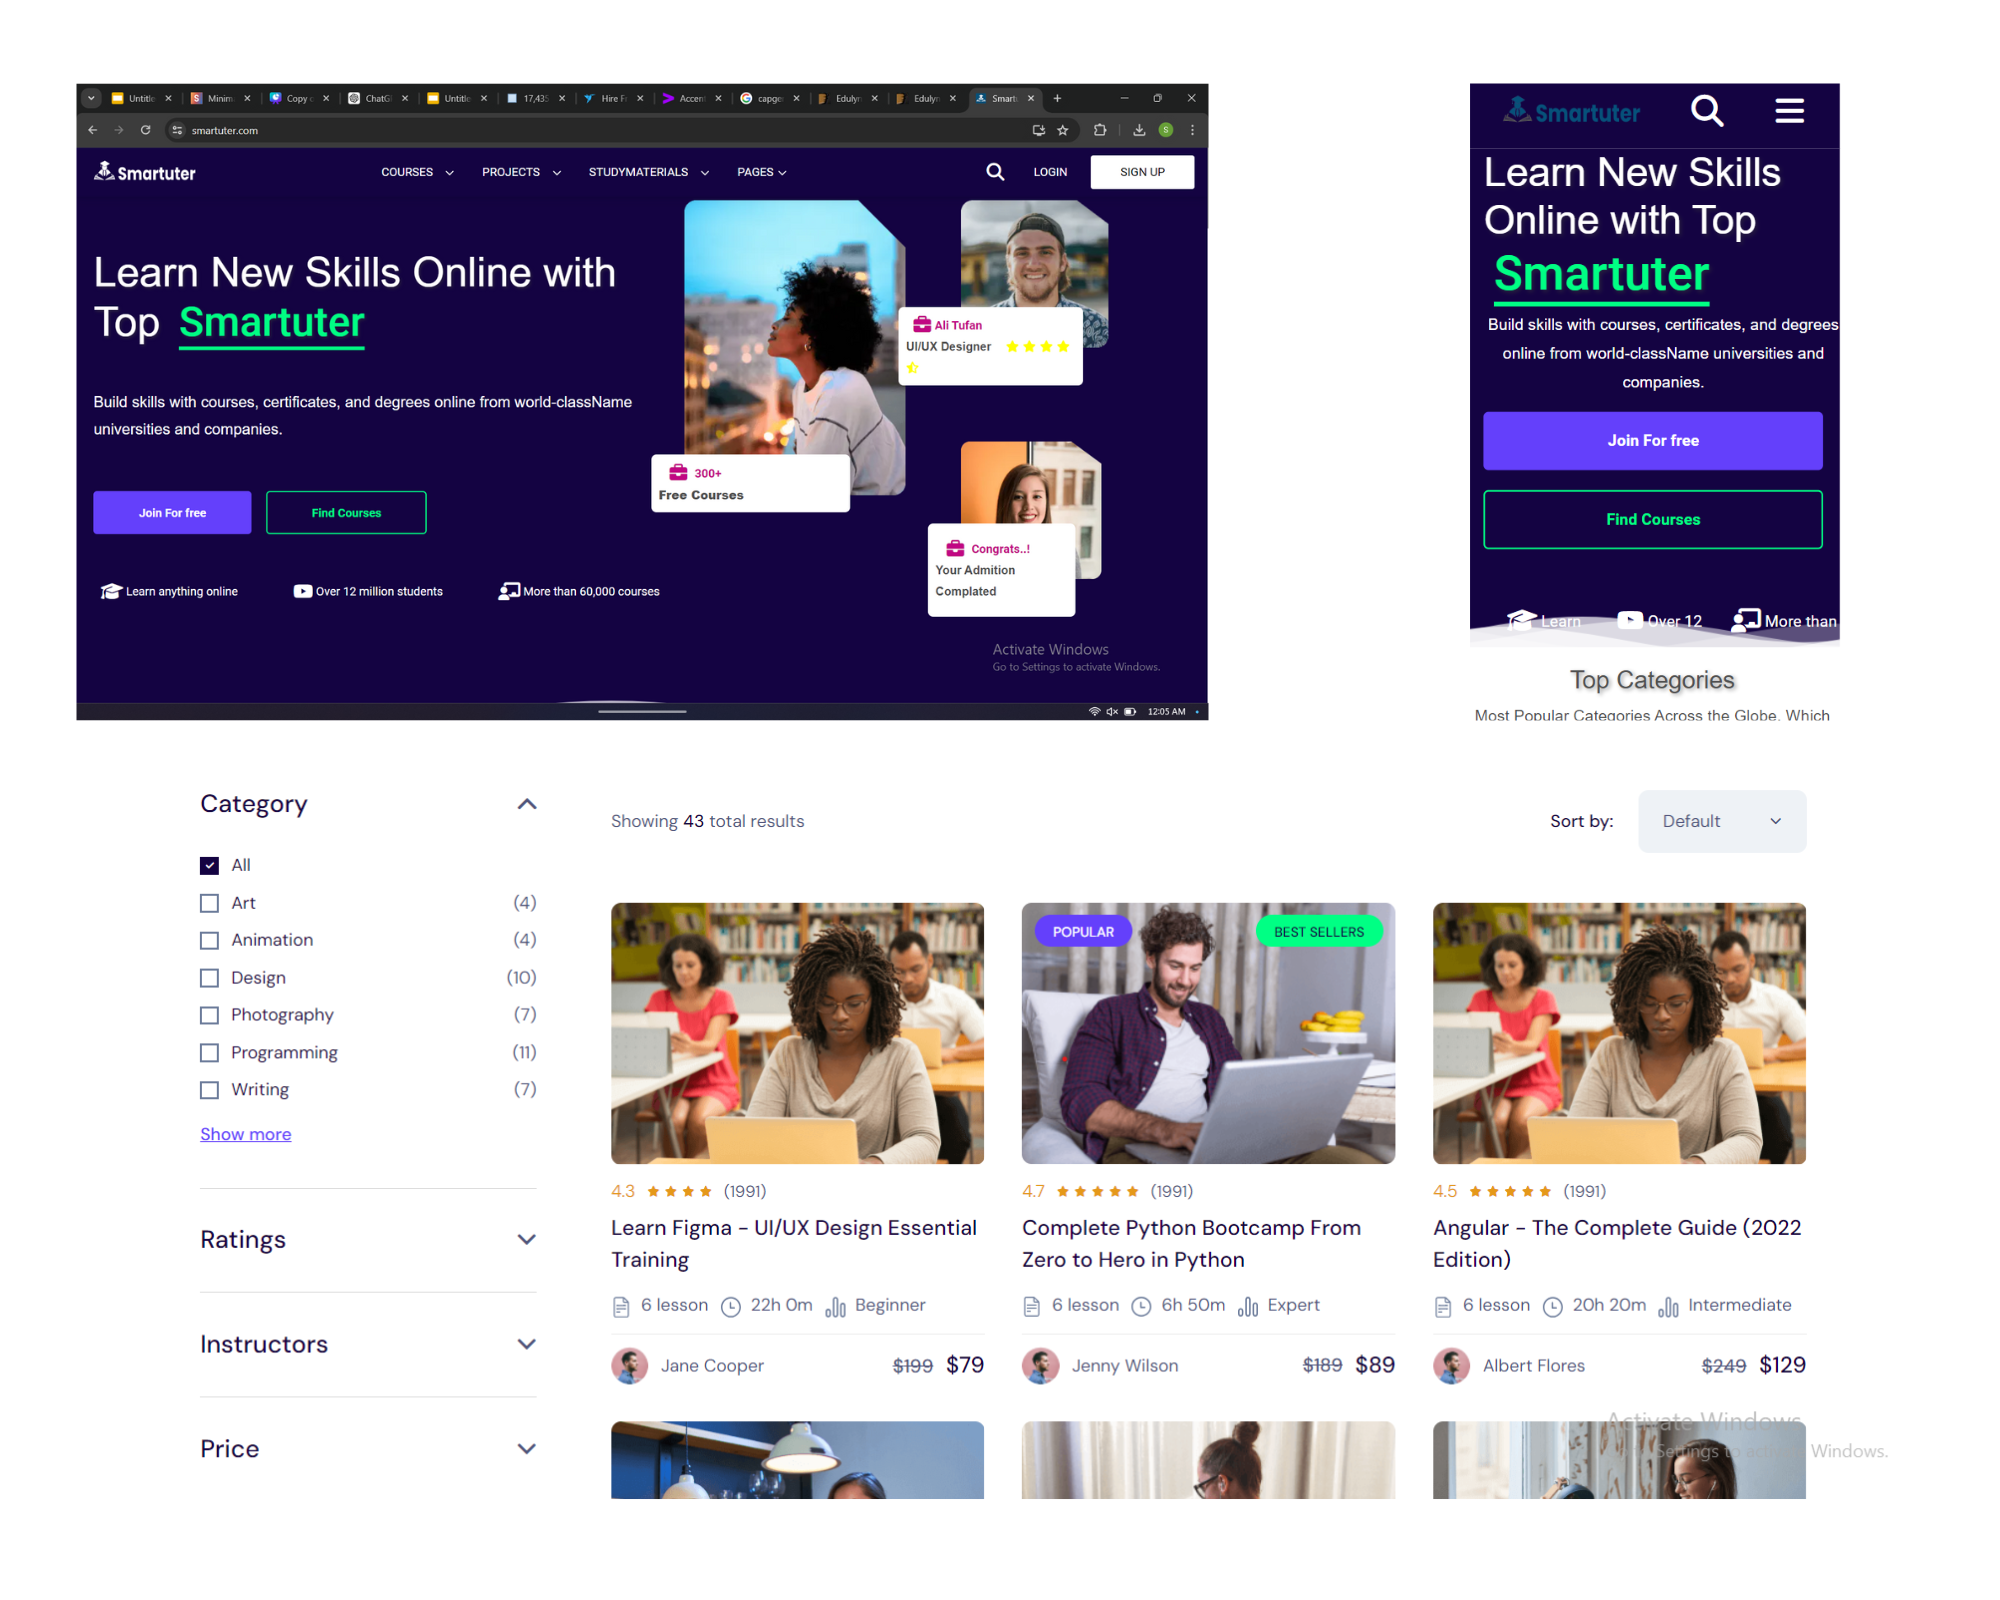 Untitle
Minim
Copy c
ChatG
Untitle
17,435
Hire Fr
Accent
capge
Edulyn
Edulyn
Smartu
smartuter.com
S
Smartuter
COURSES
PROJECTS
STUDYMATERIALS
PAGES
LOGIN
SIGN UP
Learn New Skills Online with
Top Smartuter
Build skills with courses, certificates, and degrees online from world-className
universities and companies.
Join For free
Find Courses
Learn anything online
Over 12 million students
More than 60,000 courses
Ali Tufan
UI/UX Designer
300+
Free Courses
Congrats..!
Your Admition
Complated
Activate Windows
Go to Settings to activate Windows.
12:05 AM
Smartuter
Learn New Skills
Online with Top
Smartuter
Build skills with courses, certificates, and degrees
online from world-className universities and
companies.
Join For free
Find Courses
Learn
Over 12
More than
Top Categories
Most Popular Categories Across the Globe. Which
Category
All
Art (4)
Animation (4)
Design (10)
Photography (7)
Programming (11)
Writing (7)
Show more
Ratings
Instructors
Price
Showing 43 total results
Sort by: Default
4.3 (1991)
Learn Figma - UI/UX Design Essential
Training
6 lesson 22h 0m Beginner
Jane Cooper $199 $79
POPULAR
BEST SELLERS
4.7 (1991)
Complete Python Bootcamp From
Zero to Hero in Python
6 lesson 6h 50m Expert
Jenny Wilson $189 $89
4.5 (1991)
Angular - The Complete Guide (2022
Edition)
6 lesson 20h 20m Intermediate
Albert Flores $249 $129
Activate Windows
Settings to Windows.